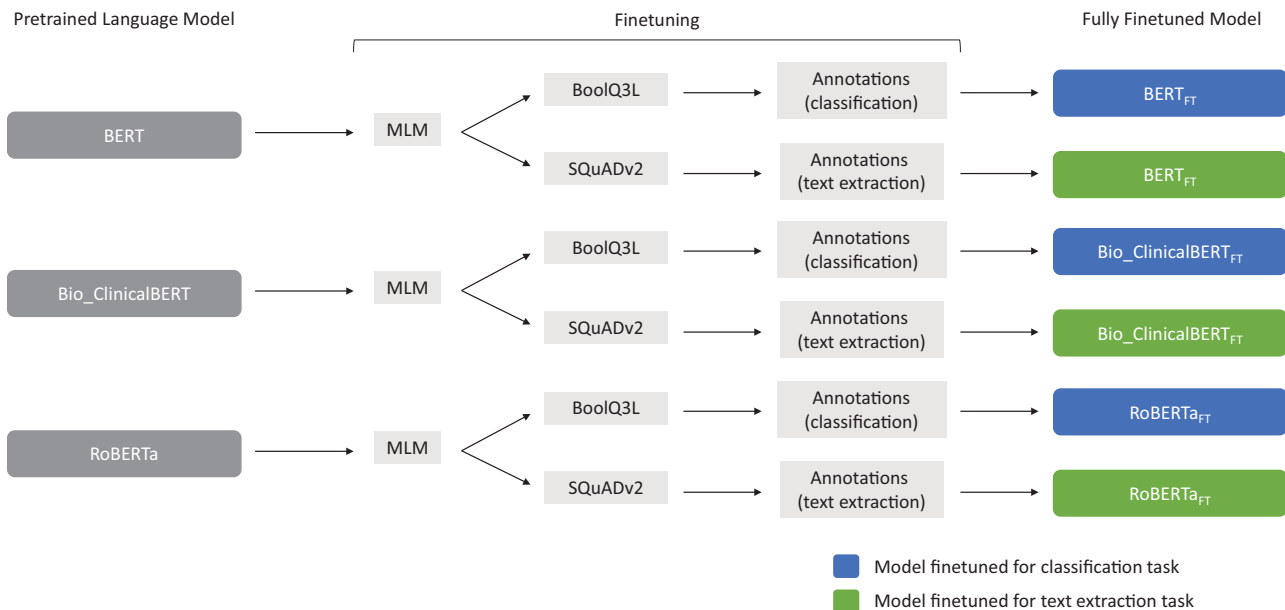 Pretrained Language Model
Finetuning
Fully Finetuned Model
BERT
MLM
BoolQ3L
Annotations
(classification)
BERTFT
SQuADv2
Annotations
(text extraction)
BERTFT
Bio_ClinicalBERT
MLM
BoolQ3L
Annotations
(classification)
Bio_ClinicalBERTFT
SQuADv2
Annotations
(text extraction)
Bio_ClinicalBERTFT
RoBERTa
MLM
BoolQ3L
Annotations
(classification)
RoBERTaFT
SQuADv2
Annotations
(text extraction)
RoBERTaFT
Model finetuned for classification task
Model finetuned for text extraction task